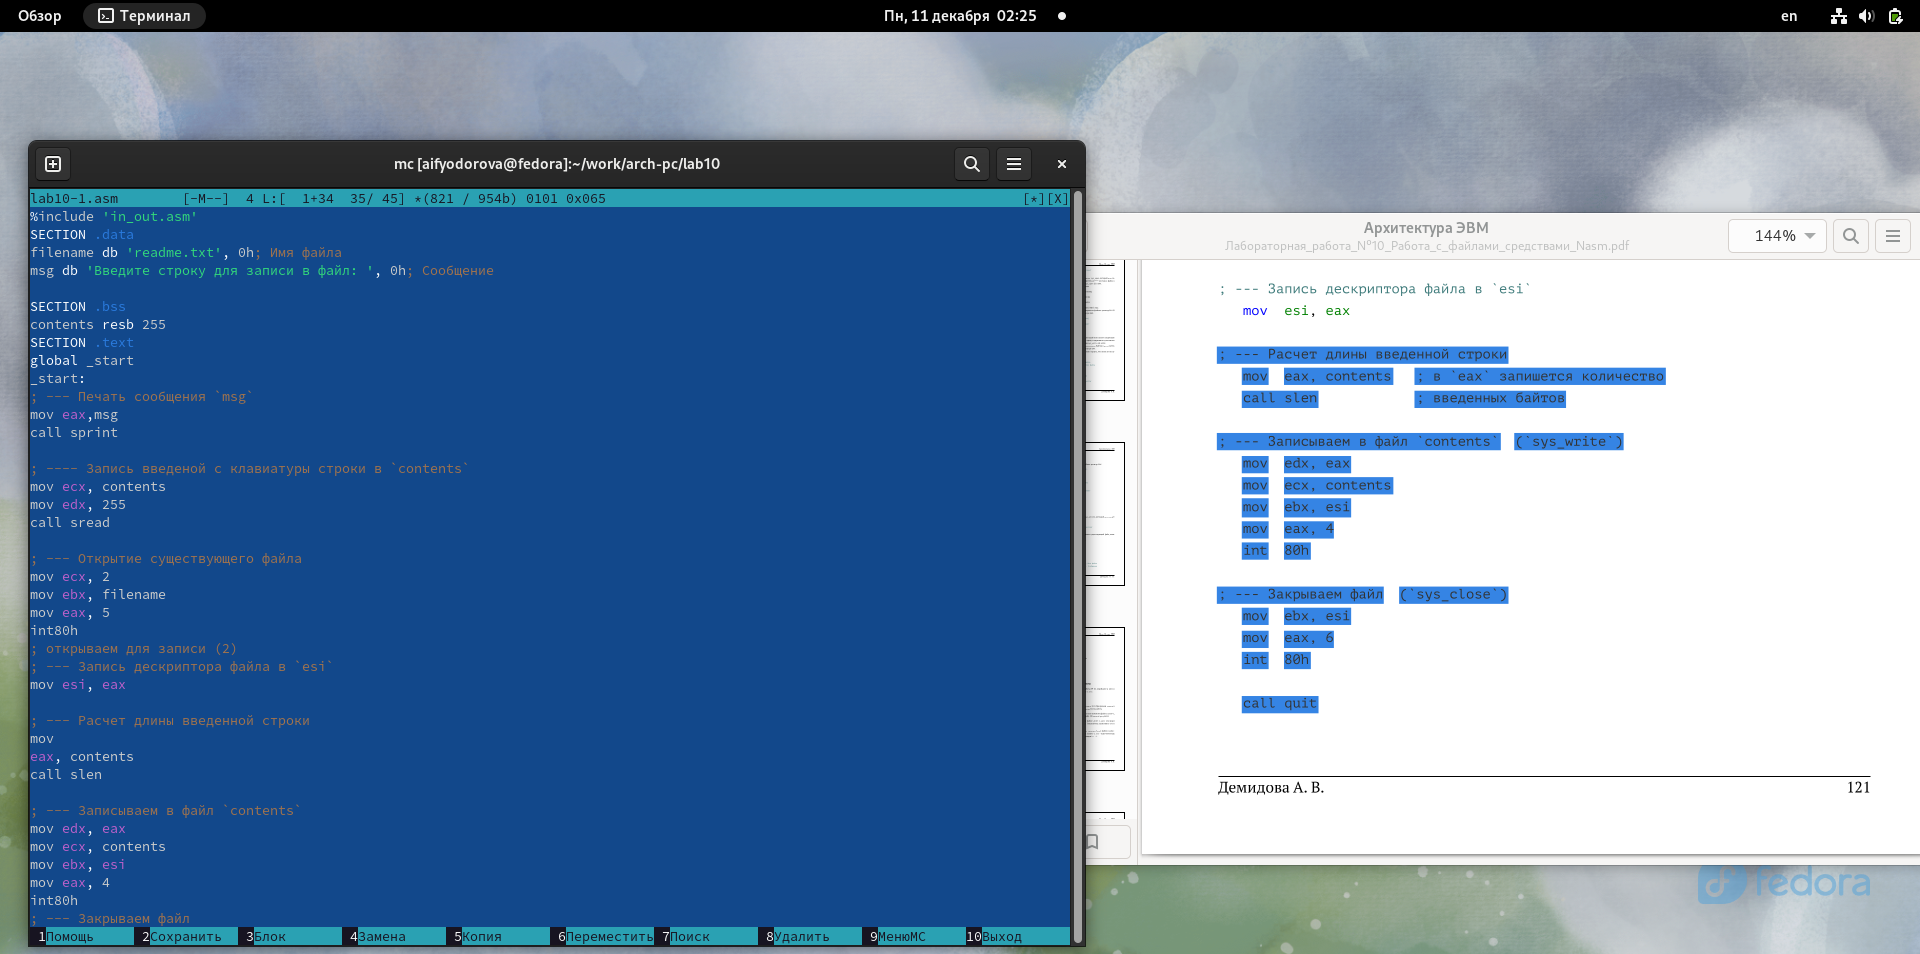 Обзор
Терминал
Пн, 11 декабря 02:25
en
mc [aifyodorova@fedora]:~/work/arch-pc/lab10
lab10-1.asm [-M--] 4 L:[ 1+34 35/ 45] *(821 / 954b) 0101 0x065 [*][X]
%include 'in_out.asm'
SECTION .data
filename db 'readme.txt', 0h; Имя файла
msg db 'Введите строку для записи в файл: ', 0h; Сообщение
SECTION .bss
contents resb 255
SECTION .text
global _start
_start:
; --- Печать сообщения `msg`
mov eax,msg
call sprint
; ---- Запись введеной с клавиатуры строки в `contents`
mov ecx, contents
mov edx, 255
call sread
; --- Открытие существующего файла
mov ecx, 2
mov ebx, filename
mov eax, 5
int80h
; открываем для записи (2)
; --- Запись дескриптора файла в `esi`
mov esi, eax
; --- Расчет длины введенной строки
mov
eax, contents
call slen
; --- Записываем в файл `contents`
mov edx, eax
mov ecx, contents
mov ebx, esi
mov eax, 4
int80h
; --- Закрываем файл
1Помощь 2Сохранить 3Блок 4Замена 5Копия 6Переместить 7Поиск 8Удалить 9МенюМС 10Выход
Архитектура ЭВМ
Лабораторная_работа_№10_Работа_с_файлами_средствами_Nasm.pdf
144%
; --- Запись дескриптора файла в `esi`
mov esi, eax
; --- Расчет длины введенной строки
mov eax, contents ; в `eax` запишется количество
call slen ; введенных байтов
; --- Записываем в файл `contents` (`sys_write`)
mov edx, eax
mov ecx, contents
mov ebx, esi
mov eax, 4
int 80h
; --- Закрываем файл (`sys_close`)
mov ebx, esi
mov eax, 6
int 80h
call quit
Демидова А. В. 121
fedora